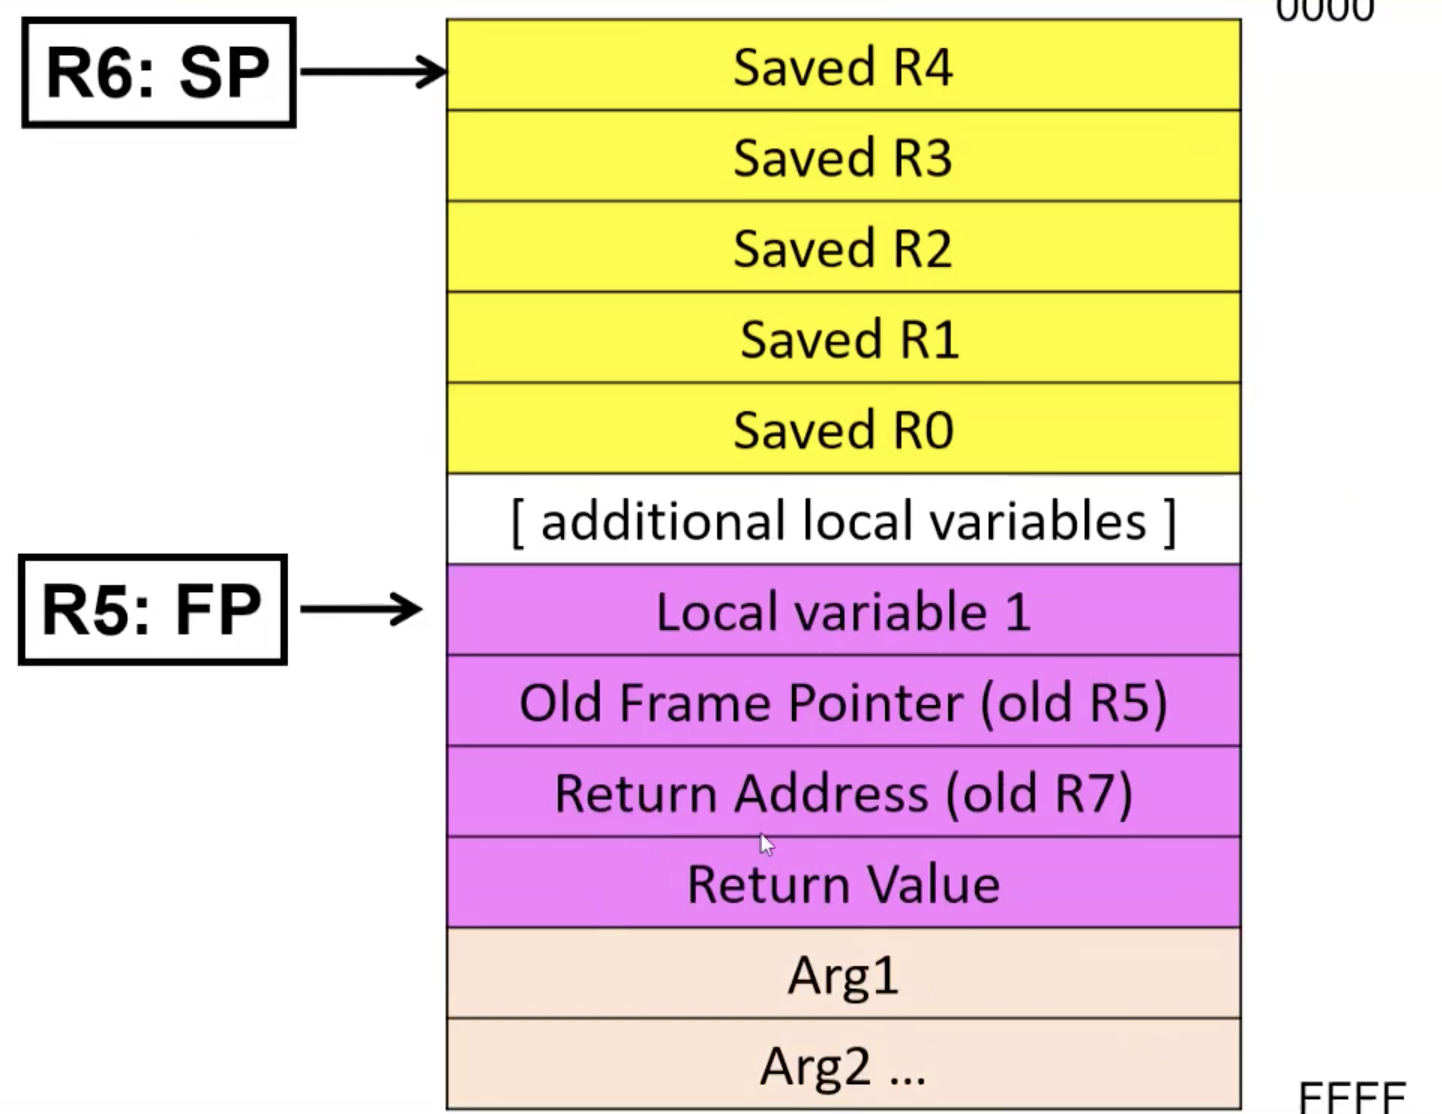 0000
R6: SP
Saved R4
Saved R3
Saved R2
Saved R1
Saved R0
[ additional local variables ]
R5: FP
Local variable 1
Old Frame Pointer (old R5)
Return Address (old R7)
Return Value
Arg1
Arg2 ...
FFFF